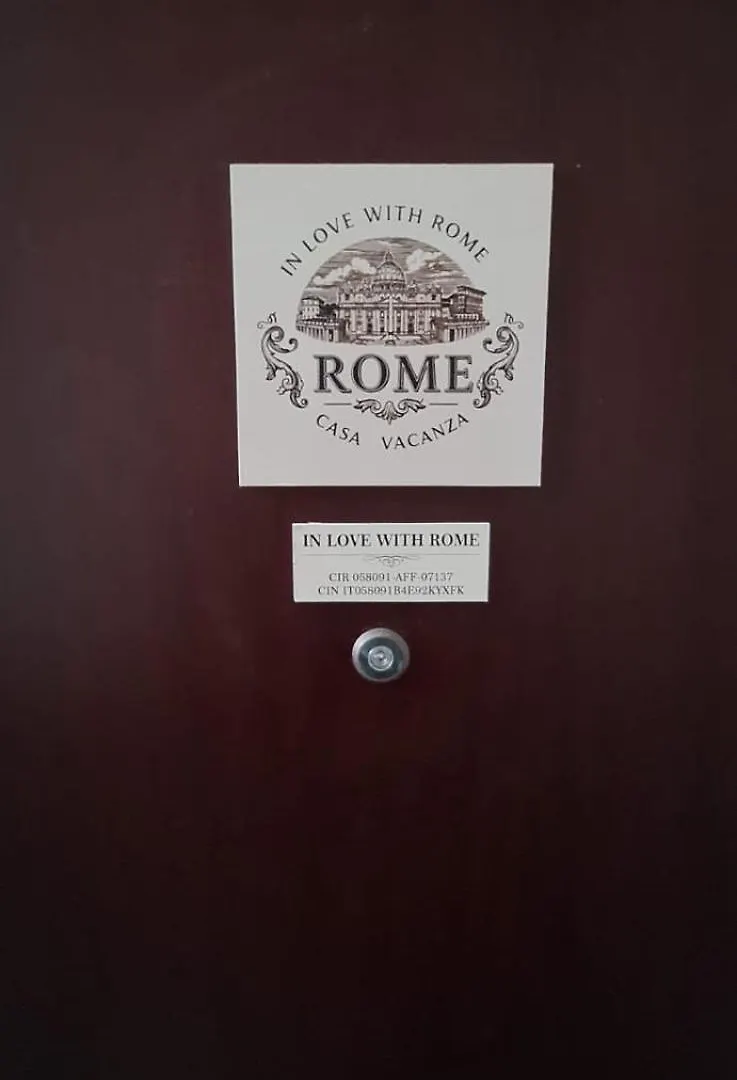 IN LOVE WITH ROME
ROME
CASA VACANZA
IN LOVE WITH ROME
CIR 058091-AFF-07137
CIN IT058091B4E92KYXFK